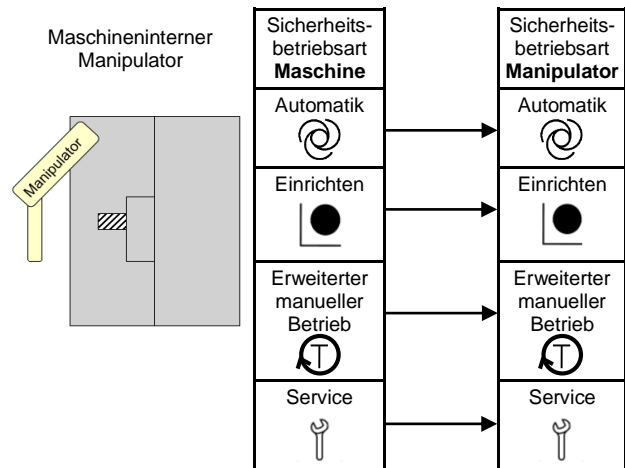 Maschineninterner
Manipulator
Manipulator
Sicherheits-
betriebsart
Maschine
Automatik
Einrichten
Erweiterter
manueller
Betrieb
T
Service
Sicherheits-
betriebsart
Manipulator
Automatik
Einrichten
Erweiterter
manueller
Betrieb
T
Service